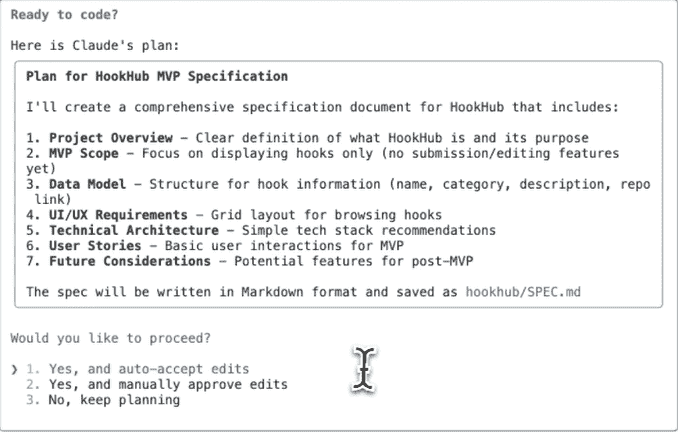 Ready to code?
Here is Claude's plan:
Plan for HookHub MVP Specification
I'll create a comprehensive specification document for HookHub that includes:
1. Project Overview – Clear definition of what HookHub is and its purpose
2. MVP Scope – Focus on displaying hooks only (no submission/editing features
yet)
3. Data Model – Structure for hook information (name, category, description, repo
link)
4. UI/UX Requirements – Grid layout for browsing hooks
5. Technical Architecture – Simple tech stack recommendations
6. User Stories – Basic user interactions for MVP
7. Future Considerations – Potential features for post–MVP
The spec will be written in Markdown format and saved as hookhub/SPEC.md
Would you like to proceed?
❯ 1. Yes, and auto–accept edits
2. Yes, and manually approve edits
3. No, keep planning